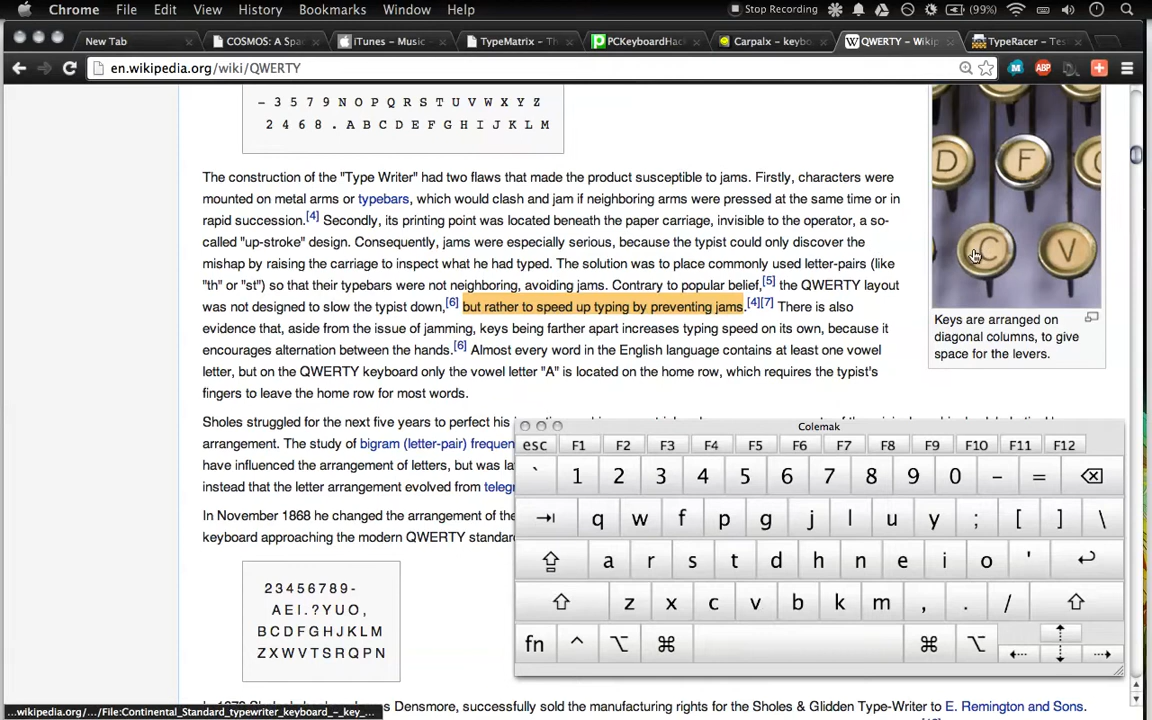 Chrome File Edit View History Bookmarks Window Help Stop Recording (99%)
New Tab COSMOS: A Spa iTunes – Music – TypeMatrix – Th PCKeyboardHac Carpalx – keybo QWERTY – Wikip TypeRacer – Tes
en.wikipedia.org/wiki/QWERTY ABP
- 3 5 7 9 N O P Q R S T U V W X Y Z
2 4 6 8 . A B C D E F G H I J K L M
D F
C V
The construction of the "Type Writer" had two flaws that made the product susceptible to jams. Firstly, characters were
mounted on metal arms or typebars, which would clash and jam if neighboring arms were pressed at the same time or in
rapid succession.[4] Secondly, its printing point was located beneath the paper carriage, invisible to the operator, a so-
called "up-stroke" design. Consequently, jams were especially serious, because the typist could only discover the
mishap by raising the carriage to inspect what he had typed. The solution was to place commonly used letter-pairs (like
"th" or "st") so that their typebars were not neighboring, avoiding jams. Contrary to popular belief,[5] the QWERTY layout
was not designed to slow the typist down,[6] but rather to speed up typing by preventing jams.[4][7] There is also
evidence that, aside from the issue of jamming, keys being farther apart increases typing speed on its own, because it
encourages alternation between the hands.[6] Almost every word in the English language contains at least one vowel
letter, but on the QWERTY keyboard only the vowel letter "A" is located on the home row, which requires the typist's
fingers to leave the home row for most words.
Keys are arranged on
diagonal columns, to give
space for the levers.
Sholes struggled for the next five years to perfect his
arrangement. The study of bigram (letter-pair) frequen
have influenced the arrangement of letters, but was la
instead that the letter arrangement evolved from telegr
In November 1868 he changed the arrangement of the
keyboard approaching the modern QWERTY standar
2 3 4 5 6 7 8 9 -
A E I . ? Y U O ,
B C D F G H J K L M
Z X W V T S R Q P N
Colemak
esc F1 F2 F3 F4 F5 F6 F7 F8 F9 F10 F11 F12
` 1 2 3 4 5 6 7 8 9 0 - =
q w f p g j l u y ; [ ] \
a r s t d h n e i o '
z x c v b k m , . /
fn ^ ⌥ ⌘ ⌘ ⌥
Densmore, successfully sold the manufacturing rights for the Sholes & Glidden Type-Writer to E. Remington and Sons.
...wikipedia.org/.../File:Continental_Standard_typewriter_keyboard_-_key_...